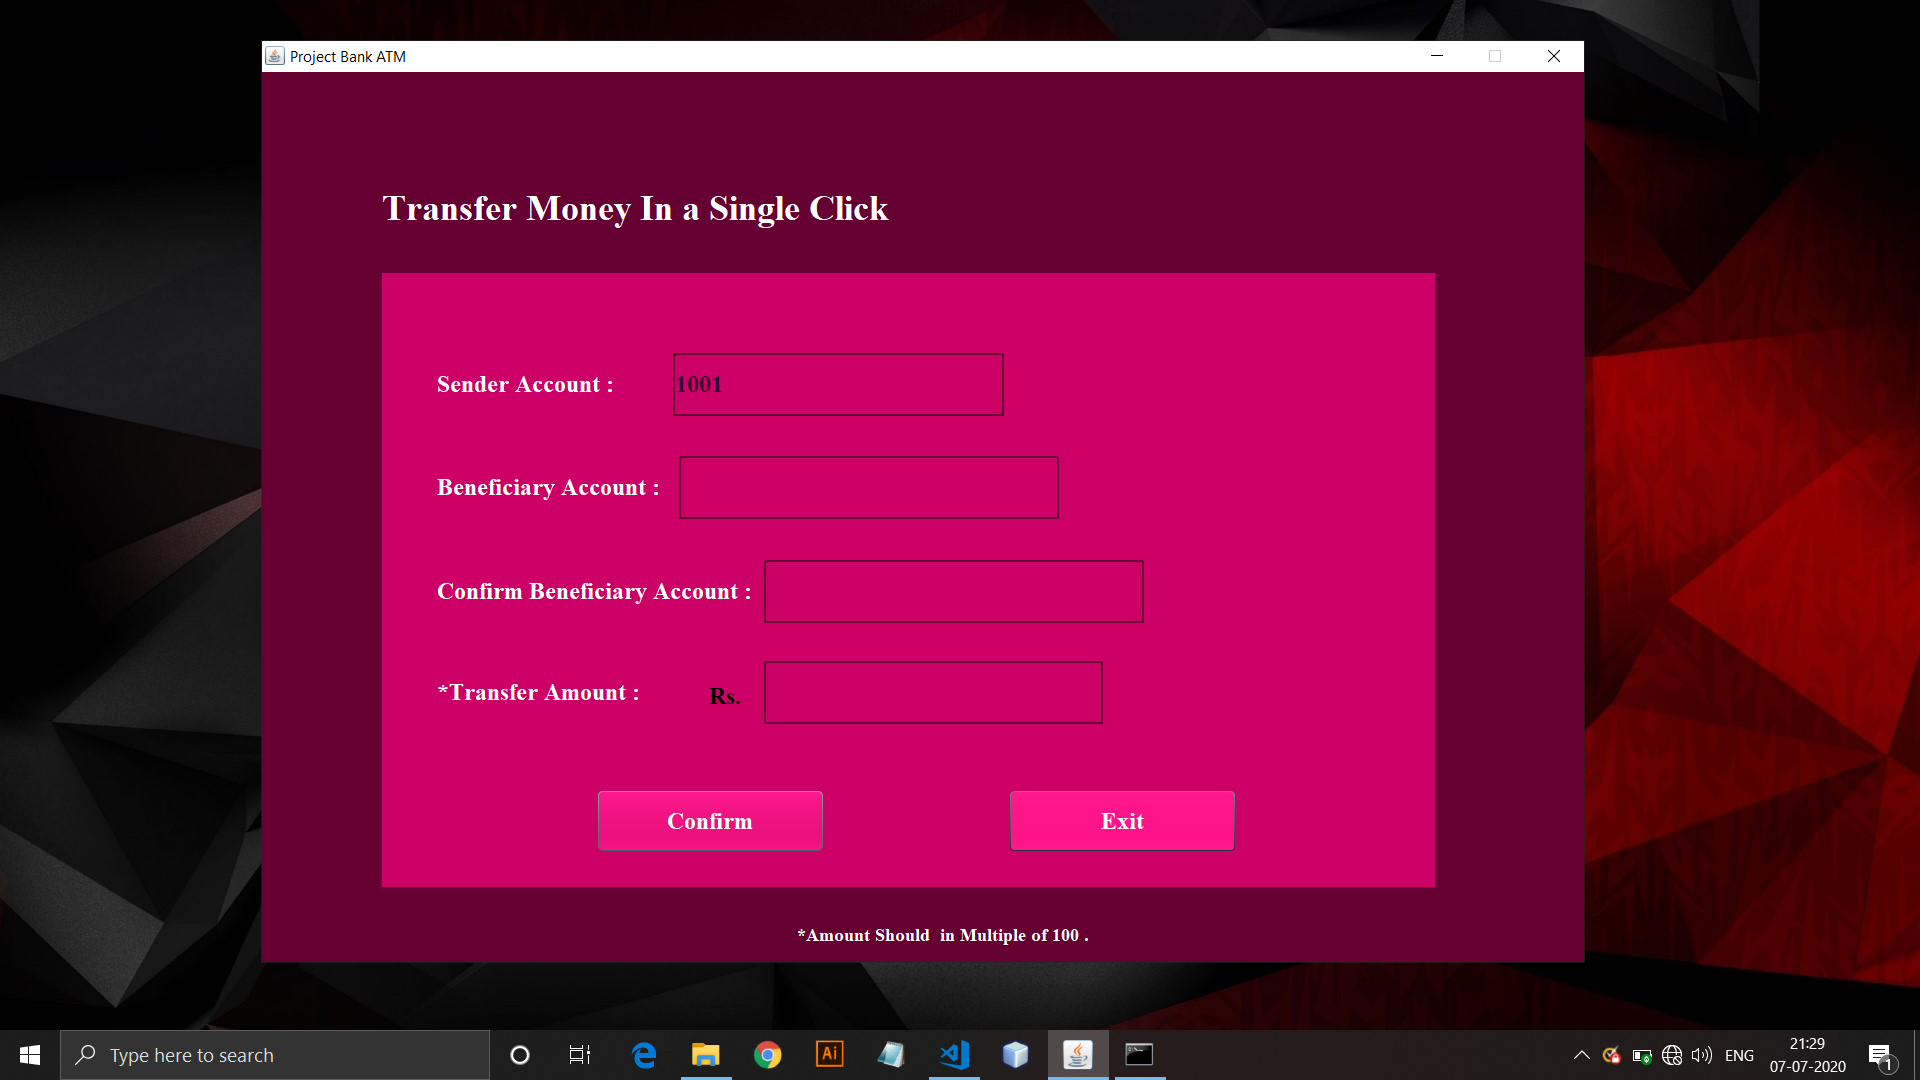 Project Bank ATM
Transfer Money In a Single Click
Sender Account : 1001
Beneficiary Account :
Confirm Beneficiary Account :
*Transfer Amount : Rs.
Confirm Exit
*Amount Should  in Multiple of 100 .
Type here to search
Ai
ENG
21:29
07-07-2020
1